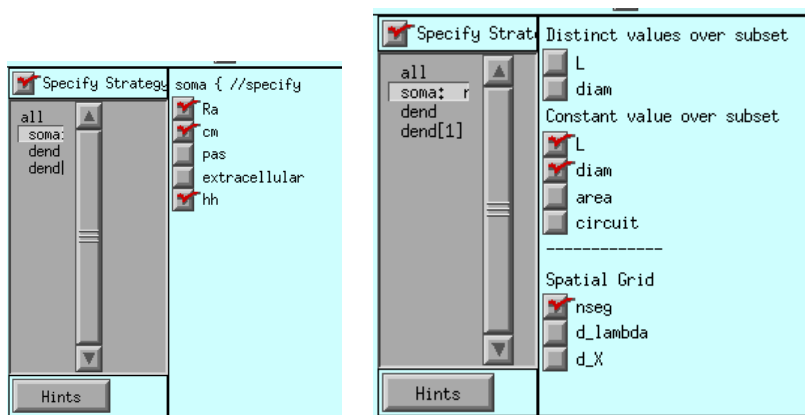 Specify Strategy
all
soma:
dend
dend[
Hints
soma { //specify
Ra
cm
pas
extracellular
hh
Specify Strat
all
soma: r
dend
dend[1]
Hints
Distinct values over subset
L
diam
Constant value over subset
L
diam
area
circuit
-------------
Spatial Grid
nseg
d_lambda
d_X